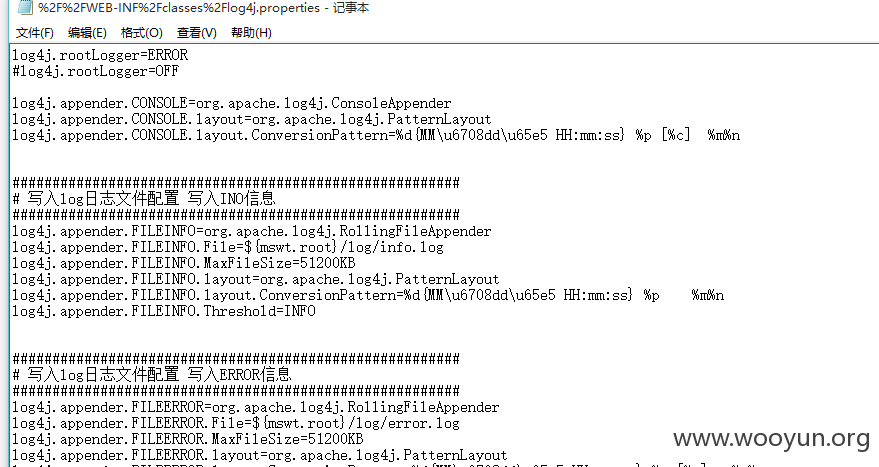 %2F%2FWEB-INF%2Fclasses%2Flog4j.properties - 记事本
文件(F) 编辑(E) 格式(O) 查看(V) 帮助(H)
log4j.rootLogger=ERROR
#log4j.rootLogger=OFF
log4j.appender.CONSOLE=org.apache.log4j.ConsoleAppender
log4j.appender.CONSOLE.layout=org.apache.log4j.PatternLayout
log4j.appender.CONSOLE.layout.ConversionPattern=%d{MM\u6708dd\u65e5 HH:mm:ss} %p [%c]  %m%n
########################################################
# 写入log日志文件配置 写入INO信息
########################################################
log4j.appender.FILEINFO=org.apache.log4j.RollingFileAppender
log4j.appender.FILEINFO.File=${mswt.root}/log/info.log
log4j.appender.FILEINFO.MaxFileSize=51200KB
log4j.appender.FILEINFO.layout=org.apache.log4j.PatternLayout
log4j.appender.FILEINFO.layout.ConversionPattern=%d{MM\u6708dd\u65e5 HH:mm:ss} %p    %m%n
log4j.appender.FILEINFO.Threshold=INFO
########################################################
# 写入log日志文件配置 写入ERROR信息
########################################################
log4j.appender.FILEERROR=org.apache.log4j.RollingFileAppender
log4j.appender.FILEERROR.File=${mswt.root}/log/error.log
log4j.appender.FILEERROR.MaxFileSize=51200KB
log4j.appender.FILEERROR.layout=org.apache.log4j.PatternLayout
www.wooyun.org